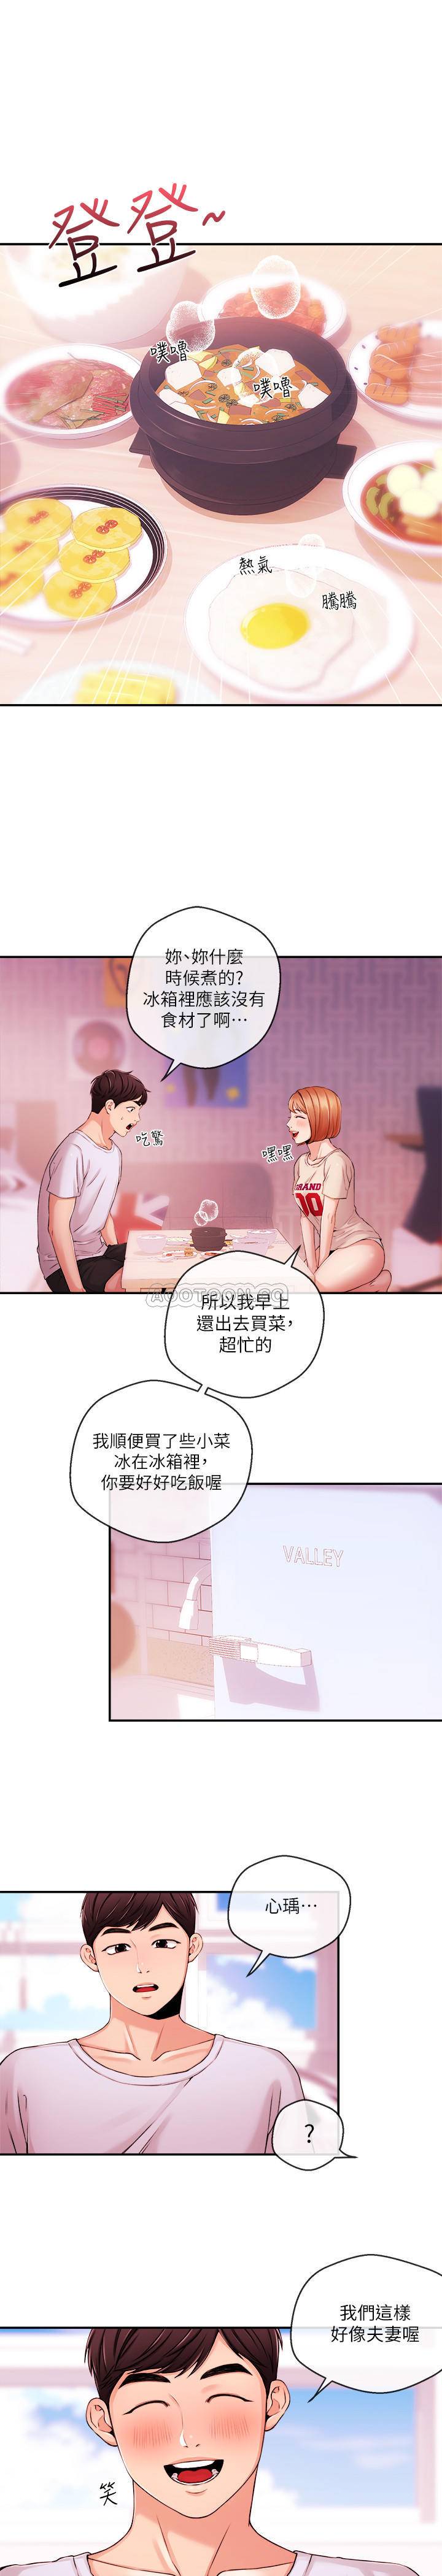 登登~
噗嚕
噗嚕
熱氣
騰騰
妳、妳什麼
時候煮的?
冰箱裡應該沒有
食材了啊…
吃驚
嘿嘿
BRAND
10
所以我早上
還出去買菜,
超忙的
我順便買了些小菜
冰在冰箱裡,
你要好好吃飯喔
VALLEY
心瑀…
?
我們這樣
好像夫妻喔
笑